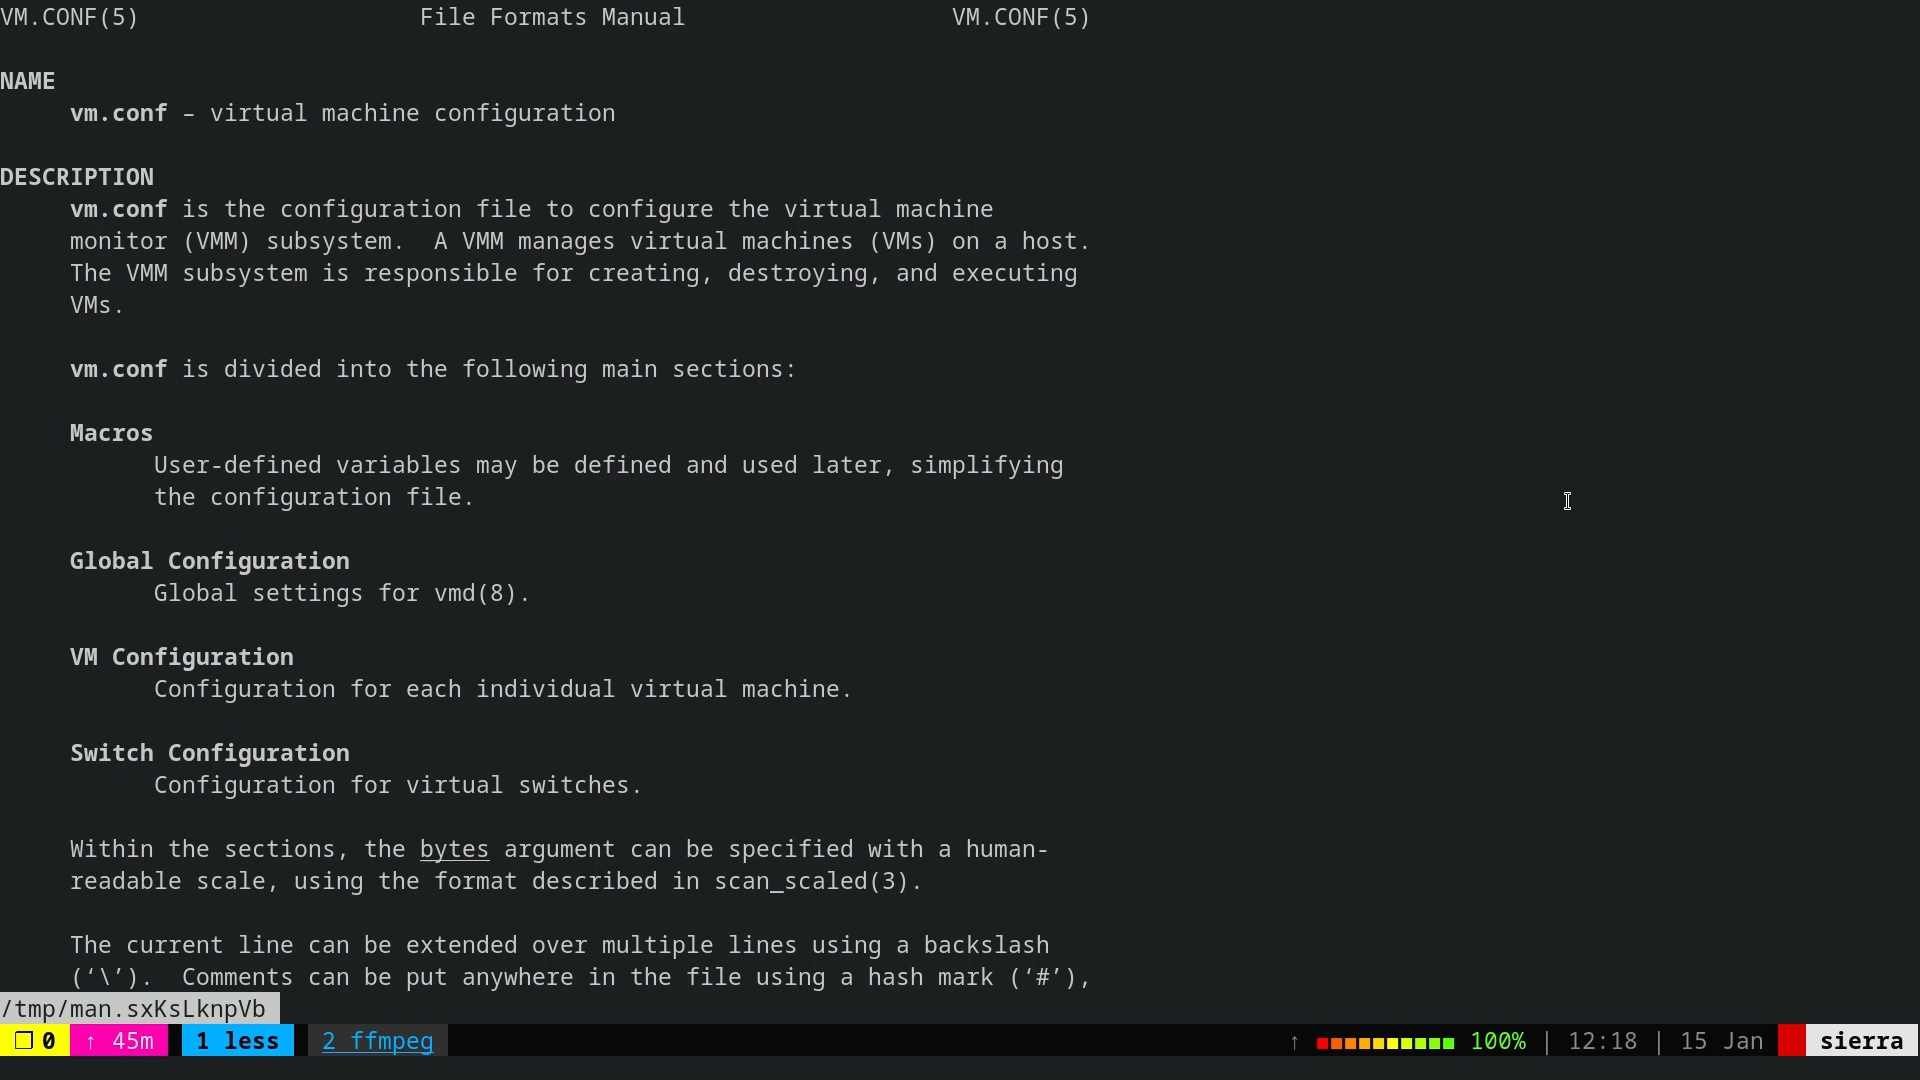 VM.CONF(5) File Formats Manual VM.CONF(5)
NAME
vm.conf – virtual machine configuration
DESCRIPTION
vm.conf is the configuration file to configure the virtual machine
monitor (VMM) subsystem. A VMM manages virtual machines (VMs) on a host.
The VMM subsystem is responsible for creating, destroying, and executing
VMs.
vm.conf is divided into the following main sections:
Macros
User-defined variables may be defined and used later, simplifying
the configuration file.
Global Configuration
Global settings for vmd(8).
VM Configuration
Configuration for each individual virtual machine.
Switch Configuration
Configuration for virtual switches.
Within the sections, the bytes argument can be specified with a human-
readable scale, using the format described in scan_scaled(3).
The current line can be extended over multiple lines using a backslash
(‘\’). Comments can be put anywhere in the file using a hash mark (‘#’),
/tmp/man.sxKsLknpVb
❐ 0 ↑ 45m 1 less 2 ffmpeg ↑ 100% | 12:18 | 15 Jan sierra